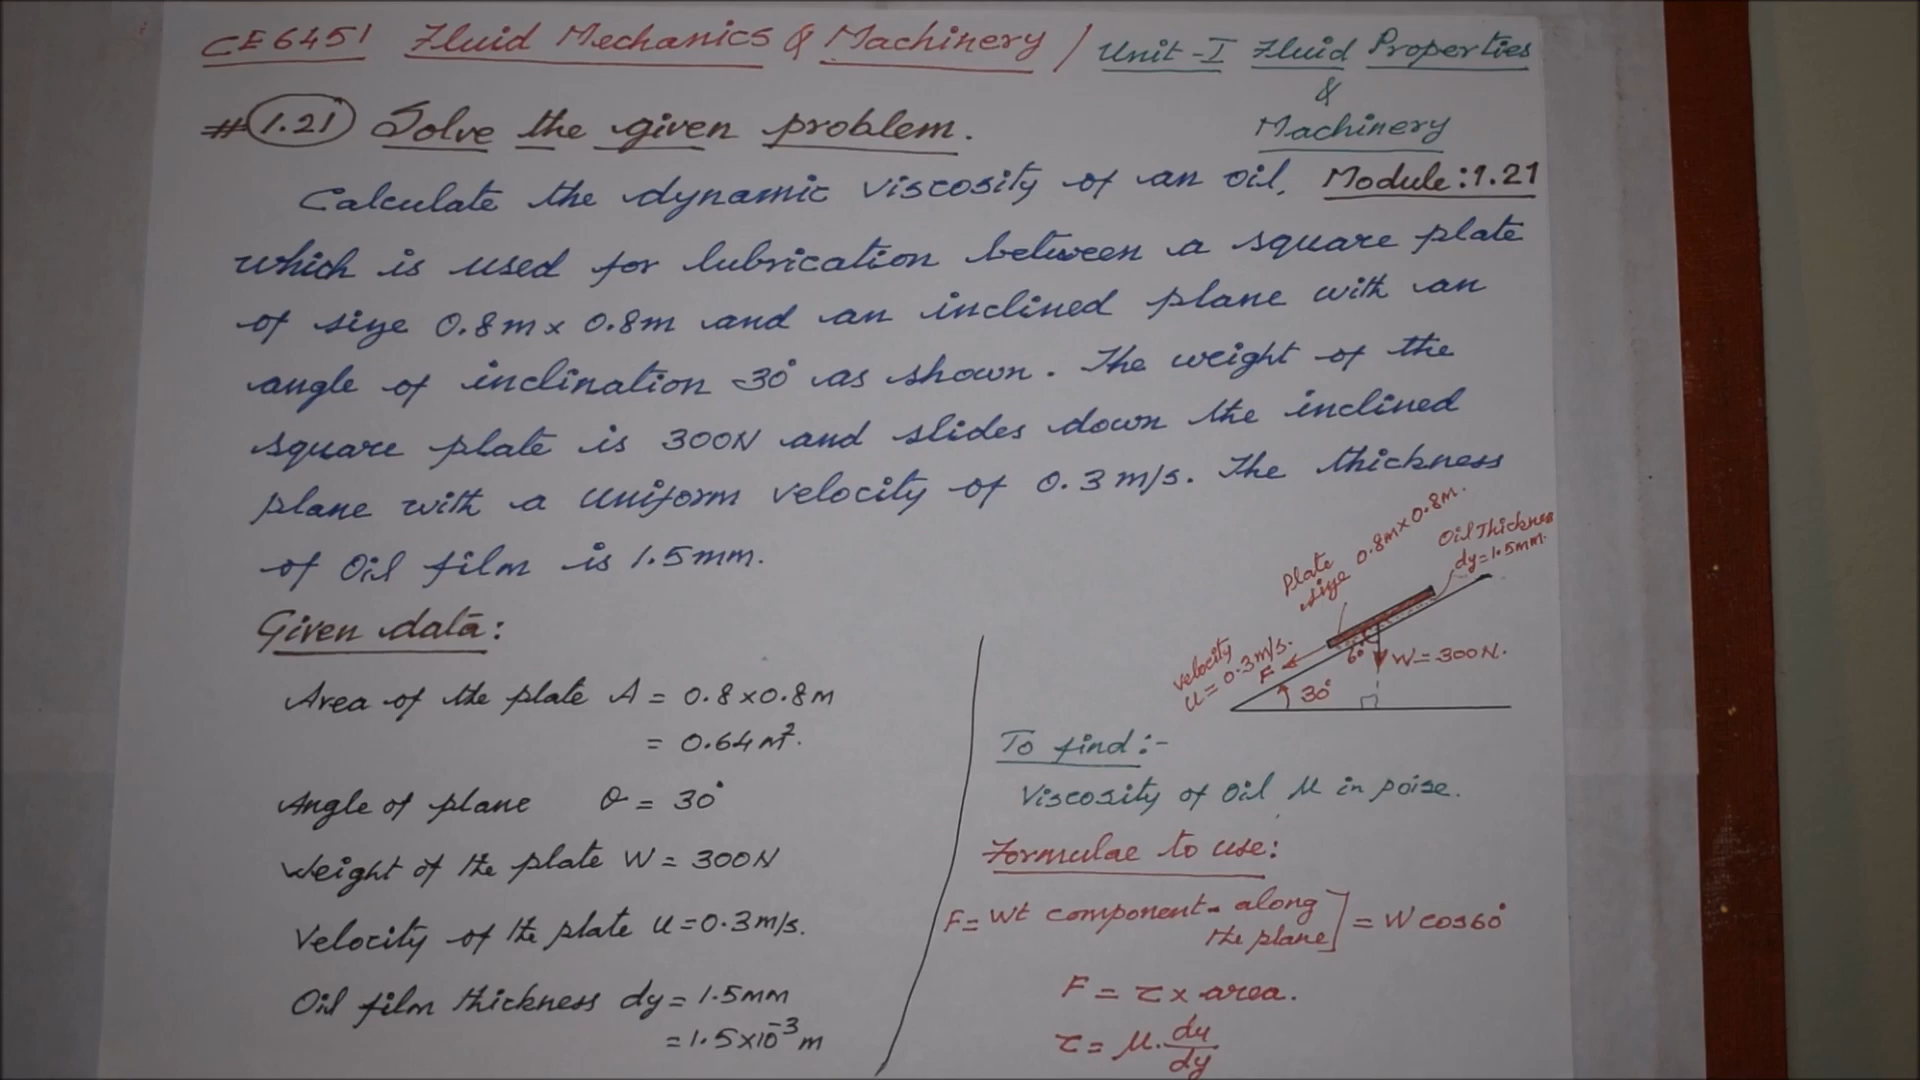 CE6451 Fluid Mechanics & Machinery / Unit-I Fluid Properties
&
Machinery
#1.21 Solve the given problem.
Module:1.21
Calculate the dynamic viscosity of an oil,
which is used for lubrication between a square plate
of size 0.8m x 0.8m and an inclined plane with an
angle of inclination 30° as shown. The weight of the
square plate is 300N and slides down the inclined
plane with a uniform velocity of 0.3 m/s. The thickness
of oil film is 1.5mm.
Plate
size 0.8m x 0.8m.
Oil Thickness
dy=1.5mm.
velocity
u=0.3m/s.
F
60°
W=300N.
30°
Given data:
Area of the plate A = 0.8 x 0.8m
= 0.64m².
Angle of plane θ = 30°
Weight of the plate W = 300N
Velocity of the plate u=0.3m/s.
Oil film thickness dy= 1.5mm
= 1.5x10⁻³ m
To find:-
Viscosity of oil μ in poise.
Formulae to use:
F= Wt component along
the plane] = W cos60°
F = τ x area.
τ = μ. du/dy